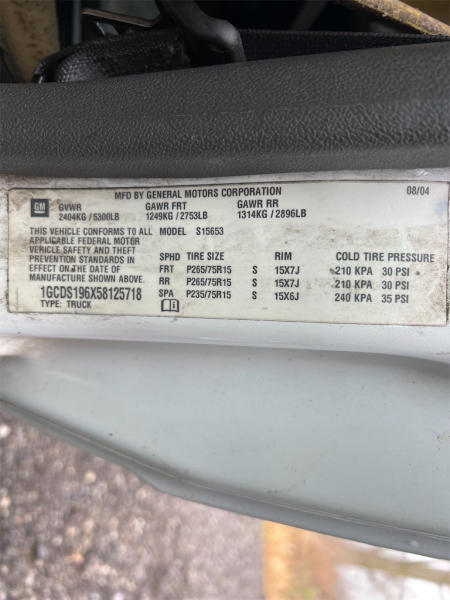 MFD BY GENERAL MOTORS CORPORATION 08/04
GM GVWR GAWR FRT GAWR RR
2404KG / 5300LB 1249KG / 2753LB 1314KG / 2896LB
THIS VEHICLE CONFORMS TO ALL MODEL S15653
APPLICABLE FEDERAL MOTOR
VEHICLE SAFETY, BUMPER, AND SPHD TIRE SIZE RIM COLD TIRE PRESSURE
THEFT PREVENTION STANDARDS FRT P265/75R15 S 15X7J 210 KPA 30 PSI
EFFECT ON THE DATE OF RR P265/75R15 S 15X7J 210 KPA 30 PSI
MANUFACTURE SHOWN ABOVE. SPA P235/75R15 S 15X6J 240 KPA 35 PSI
1GCDS196X58125718
TYPE: TRUCK